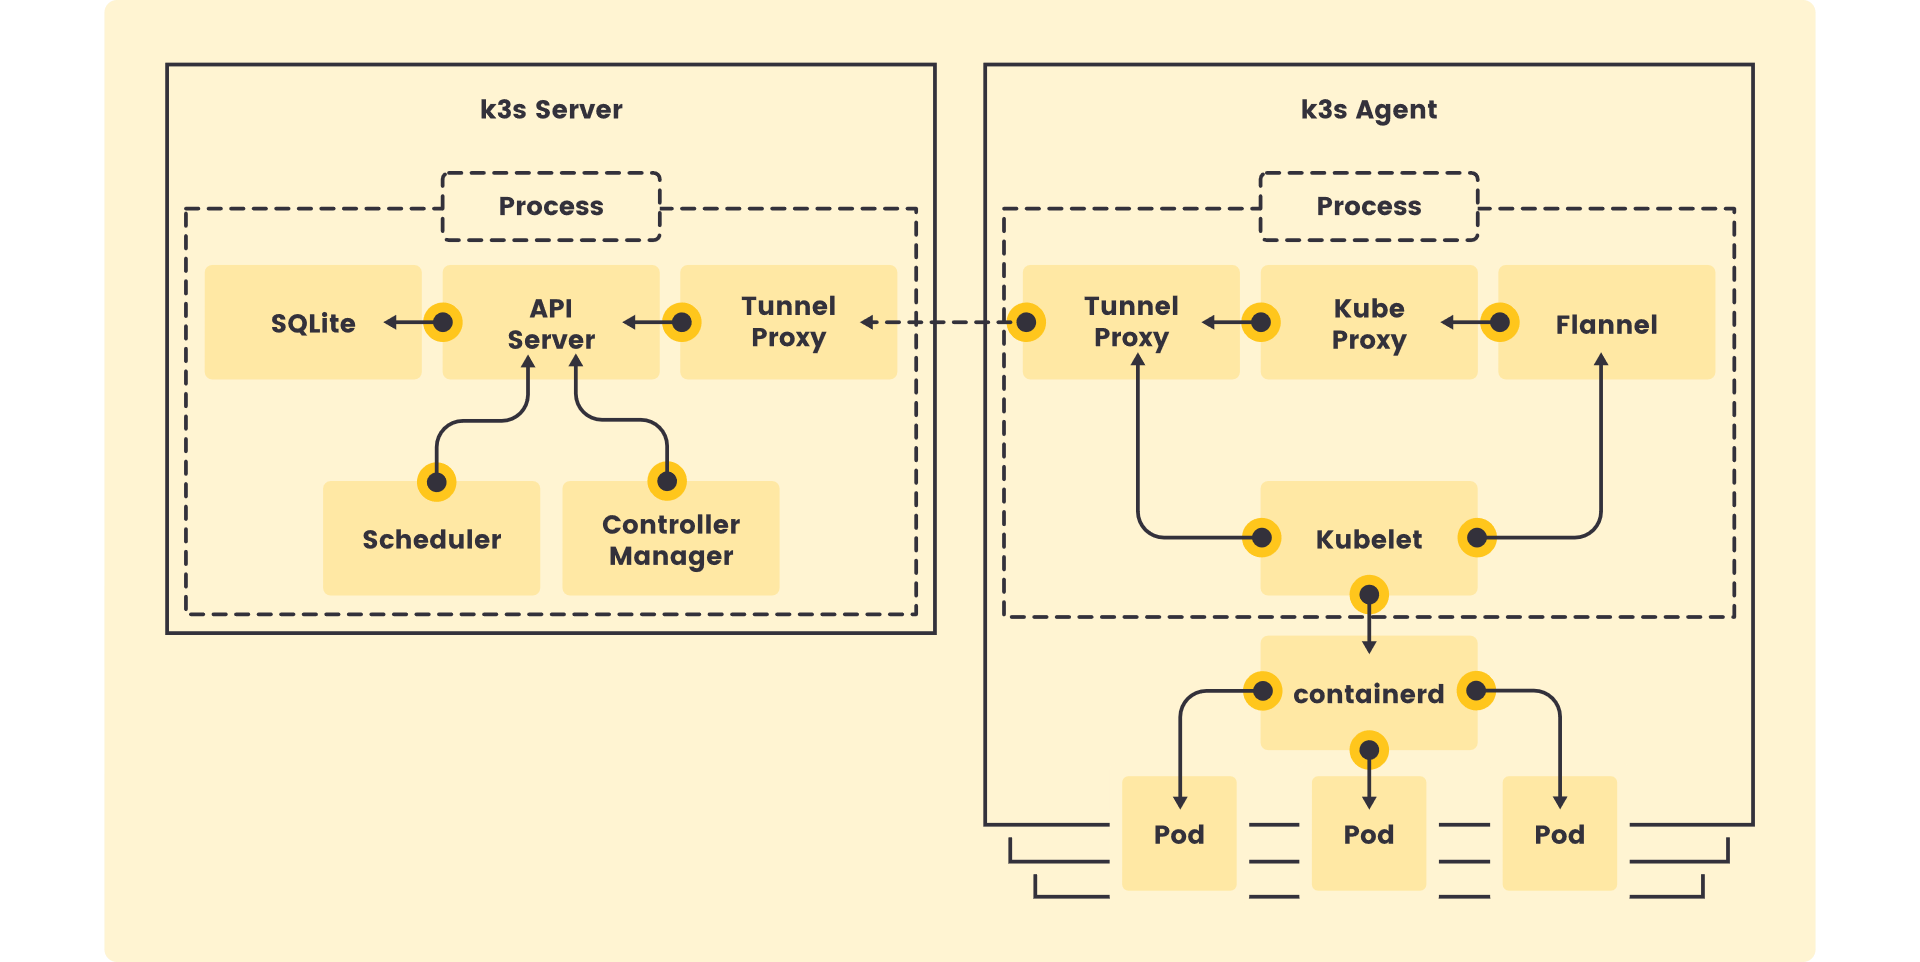 k3s Server
Process
SQLite
API
Server
Tunnel
Proxy
Scheduler
Controller
Manager
k3s Agent
Process
Tunnel
Proxy
Kube
Proxy
Flannel
Kubelet
containerd
Pod
Pod
Pod